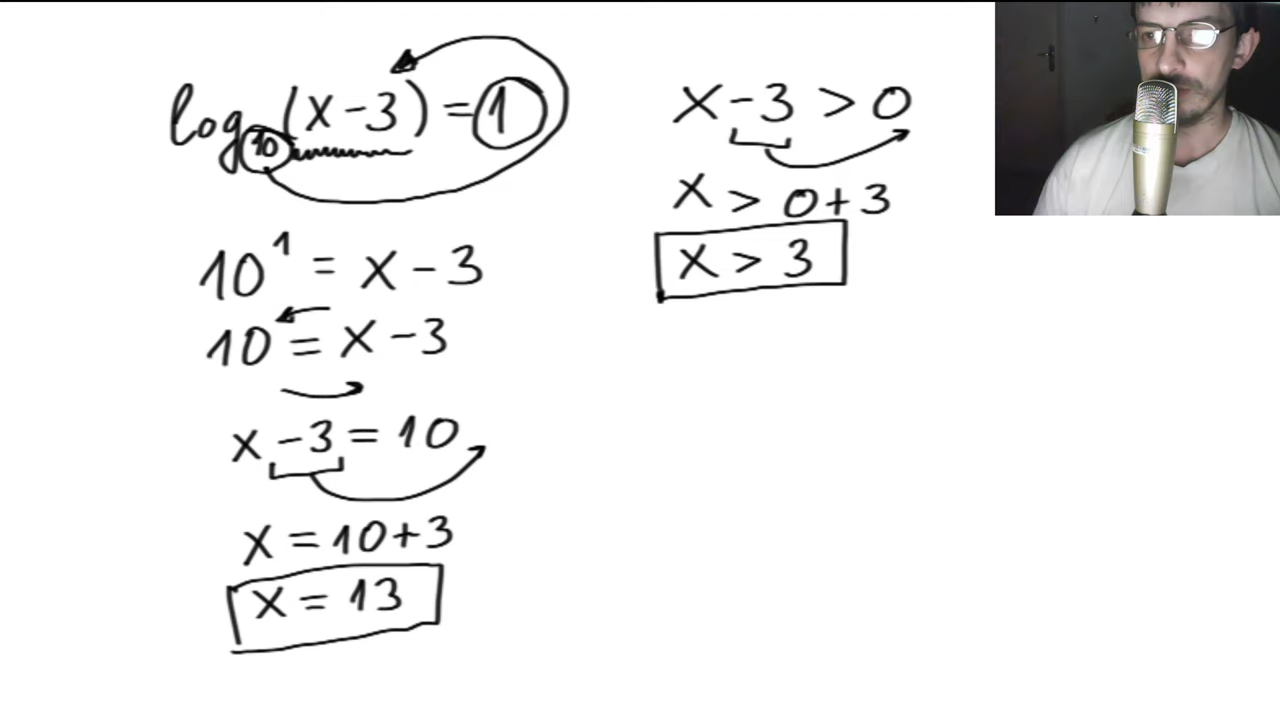 log₁₀(x-3) = 1
10¹ = x-3
10 = x-3
x-3 = 10
x = 10+3
x = 13
x-3 > 0
x > 0+3
x > 3